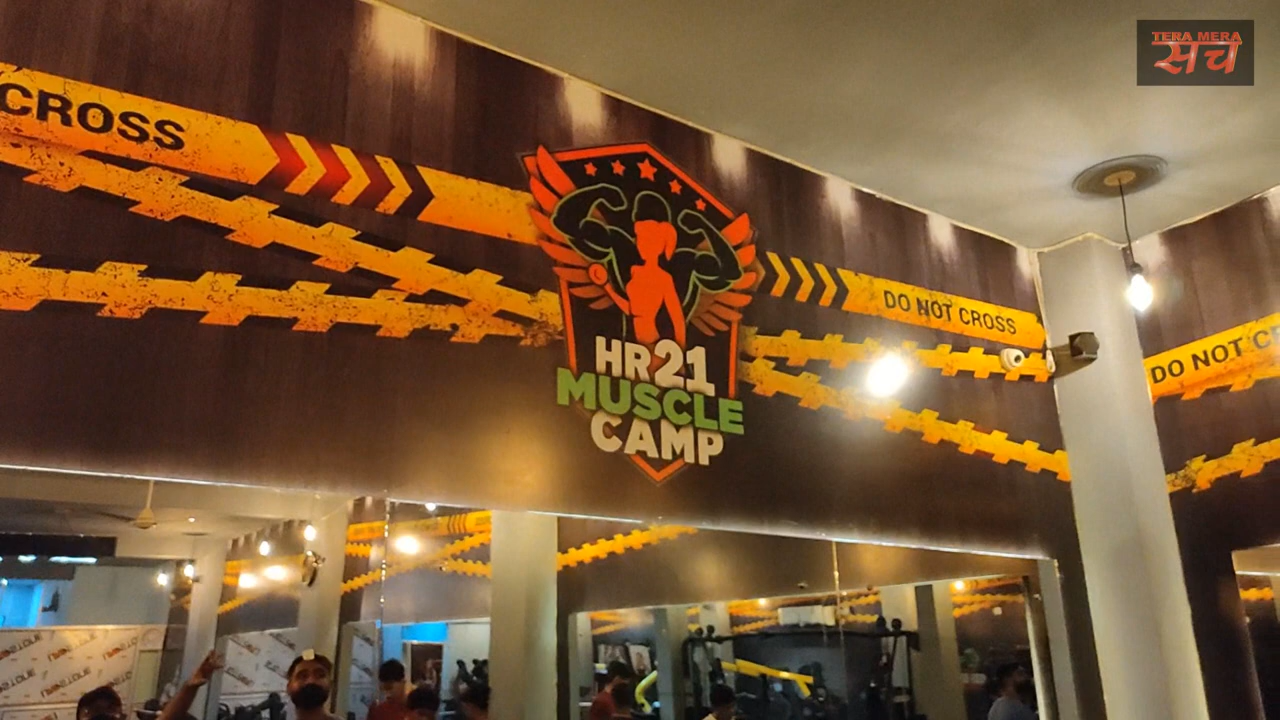 TERA MERA
सच
CROSS
DO NOT CROSS
DO NOT C
HR21
MUSCLE
CAMP